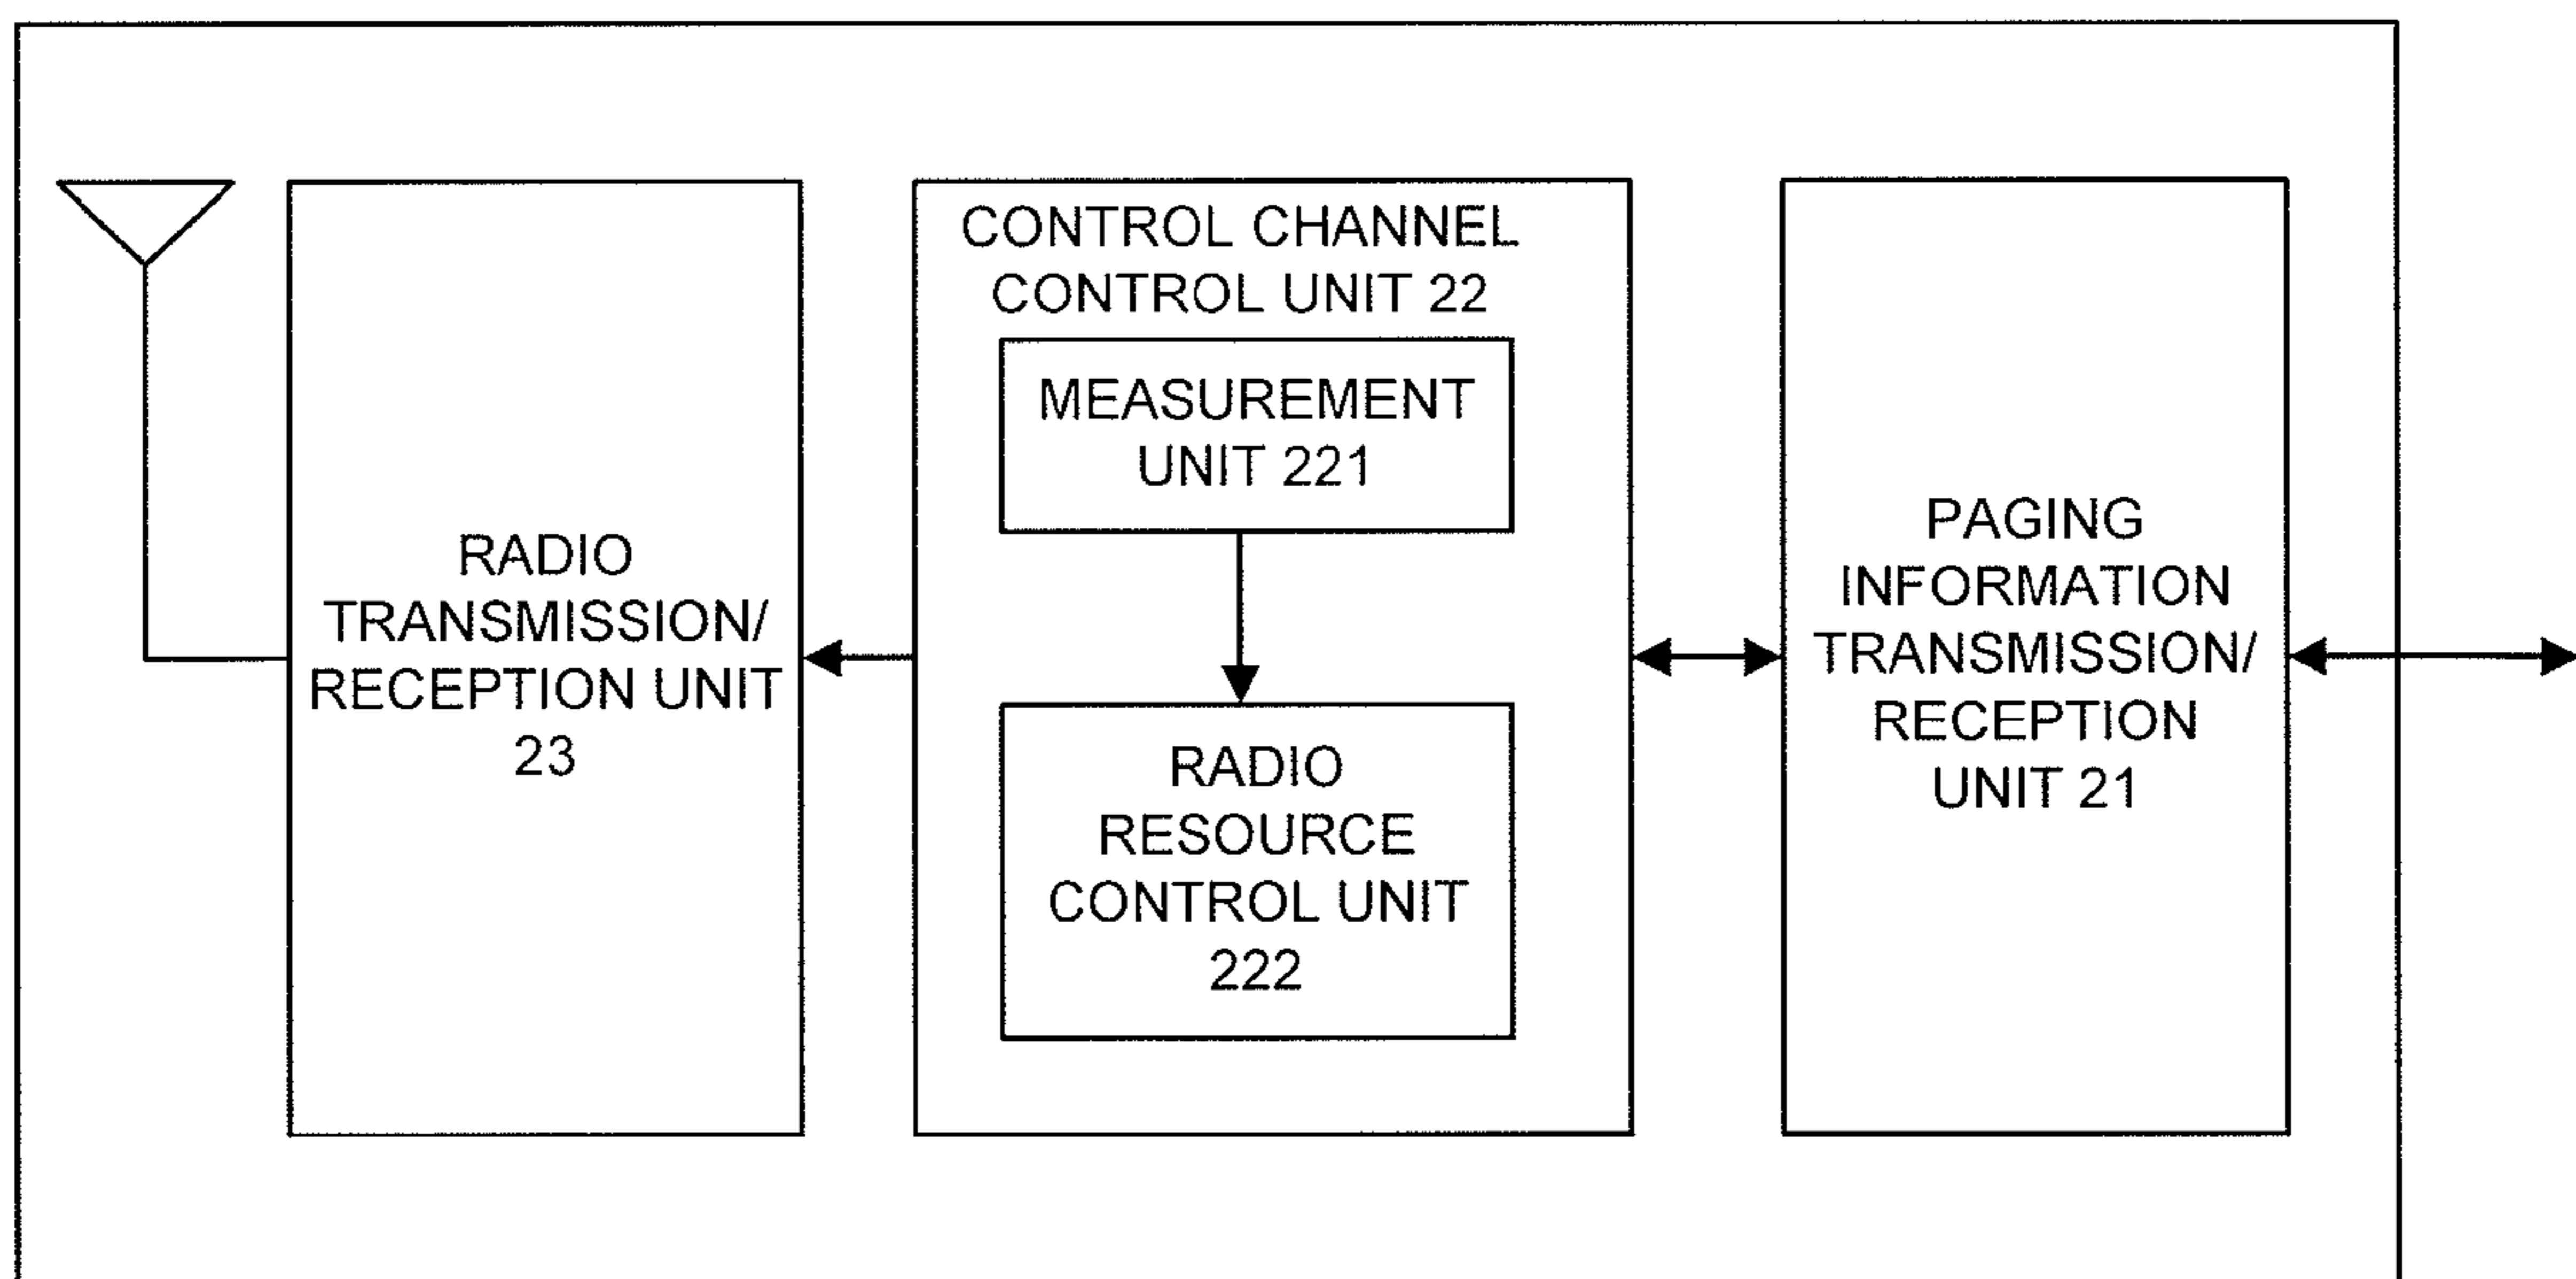 RADIO
TRANSMISSION/
RECEPTION UNIT
23
CONTROL CHANNEL
CONTROL UNIT 22
MEASUREMENT
UNIT 221
RADIO
RESOURCE
CONTROL UNIT
222
PAGING
INFORMATION
TRANSMISSION/
RECEPTION
UNIT 21